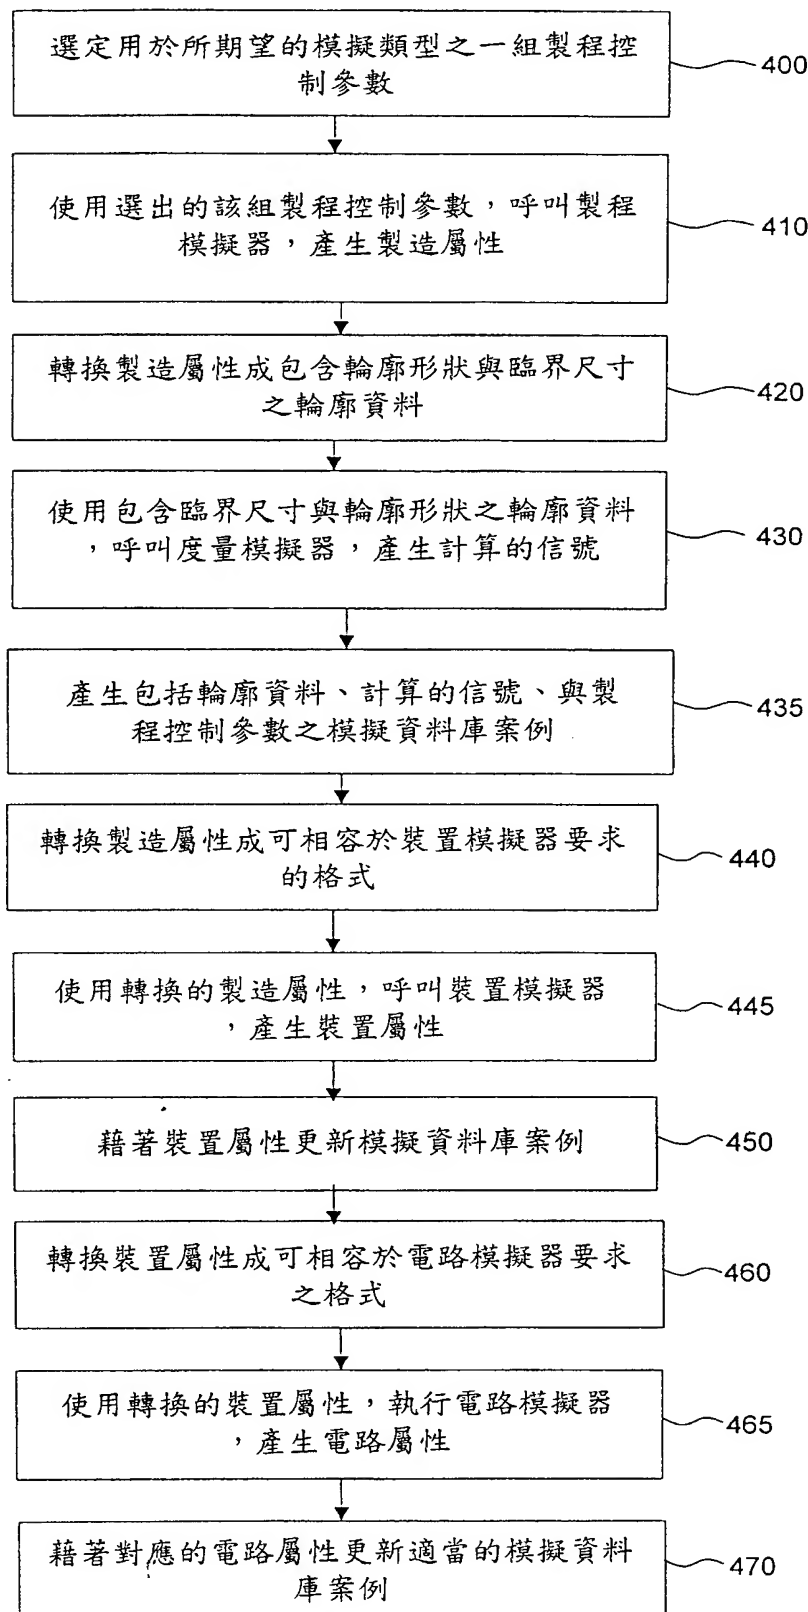 選定用於所期望的模擬類型之一組製程控
制參數
400
使用選出的該組製程控制參數，呼叫製程
模擬器，產生製造屬性
410
轉換製造屬性成包含輪廓形狀與臨界尺寸
之輪廓資料
420
使用包含臨界尺寸與輪廓形狀之輪廓資料
，呼叫度量模擬器，產生計算的信號
430
產生包括輪廓資料、計算的信號、與製
程控制參數之模擬資料庫案例
435
轉換製造屬性成可相容於裝置模擬器要求
的格式
440
使用轉換的製造屬性，呼叫裝置模擬器
，產生裝置屬性
445
藉著裝置屬性更新模擬資料庫案例
450
轉換裝置屬性成可相容於電路模擬器要求
之格式
460
使用轉換的裝置屬性，執行電路模擬器
，產生電路屬性
465
藉著對應的電路屬性更新適當的模擬資料
庫案例
470